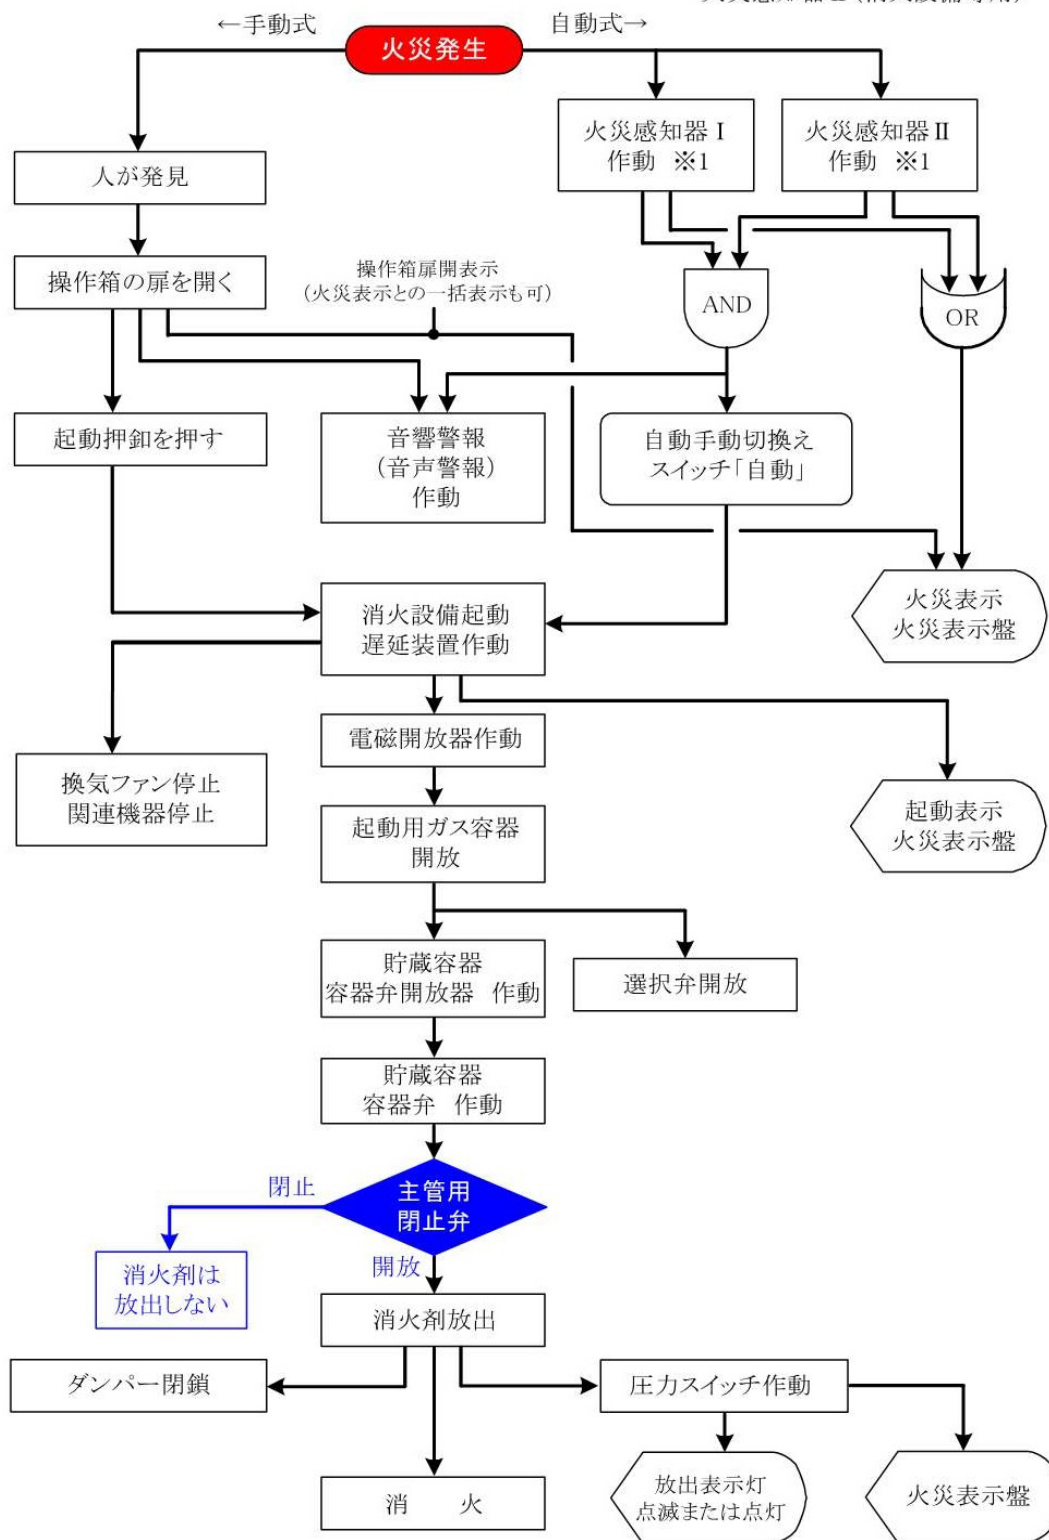 ←手動式
火災発生
自動式→
火災感知器Ⅰ
作動 ※1
火災感知器Ⅱ
作動 ※1
人が発見
操作箱の扉を開く
操作箱扉開表示
(火災表示との一括表示も可)
AND
OR
起動押釦を押す
音響警報
(音声警報)
作動
自動手動切換え
スイッチ「自動」
消火設備起動
遅延装置作動
火災表示
火災表示盤
電磁開放器作動
換気ファン停止
関連機器停止
起動用ガス容器
開放
起動表示
火災表示盤
貯蔵容器
容器弁開放器 作動
選択弁開放
貯蔵容器
容器弁 作動
閉止
主管用
閉止弁
開放
消火剤は
放出しない
消火剤放出
ダンパー閉鎖
圧力スイッチ作動
消 火
放出表示灯
点滅または点灯
火災表示盤